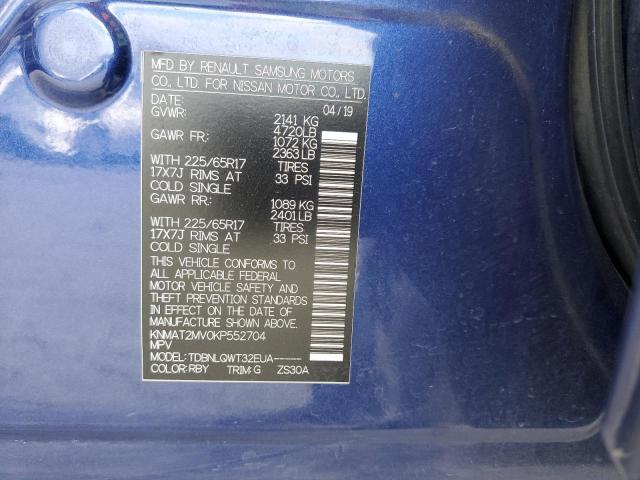 MFD BY RENAULT SAMSUNG MOTORS
CO., LTD. FOR NISSAN MOTOR CO., LTD.
DATE: 04/19
GVWR: 2141 KG
4720LB
GAWR FR: 1072 KG
2363LB
WITH 225/65R17 TIRES
17X7J RIMS AT 33 PSI
COLD SINGLE
GAWR RR: 1089 KG
2401LB
WITH 225/65R17 TIRES
17X7J RIMS AT 33 PSI
COLD SINGLE
THIS VEHICLE CONFORMS TO
ALL APPLICABLE FEDERAL
MOTOR VEHICLE SAFETY AND
THEFT PREVENTION STANDARDS
IN EFFECT ON THE DATE OF
MANUFACTURE SHOWN ABOVE.
KNMAT2MV0KP552704
MPV
MODEL: TDBNLQWT32EUA------
COLOR: RBY TRIM: G ZS30A